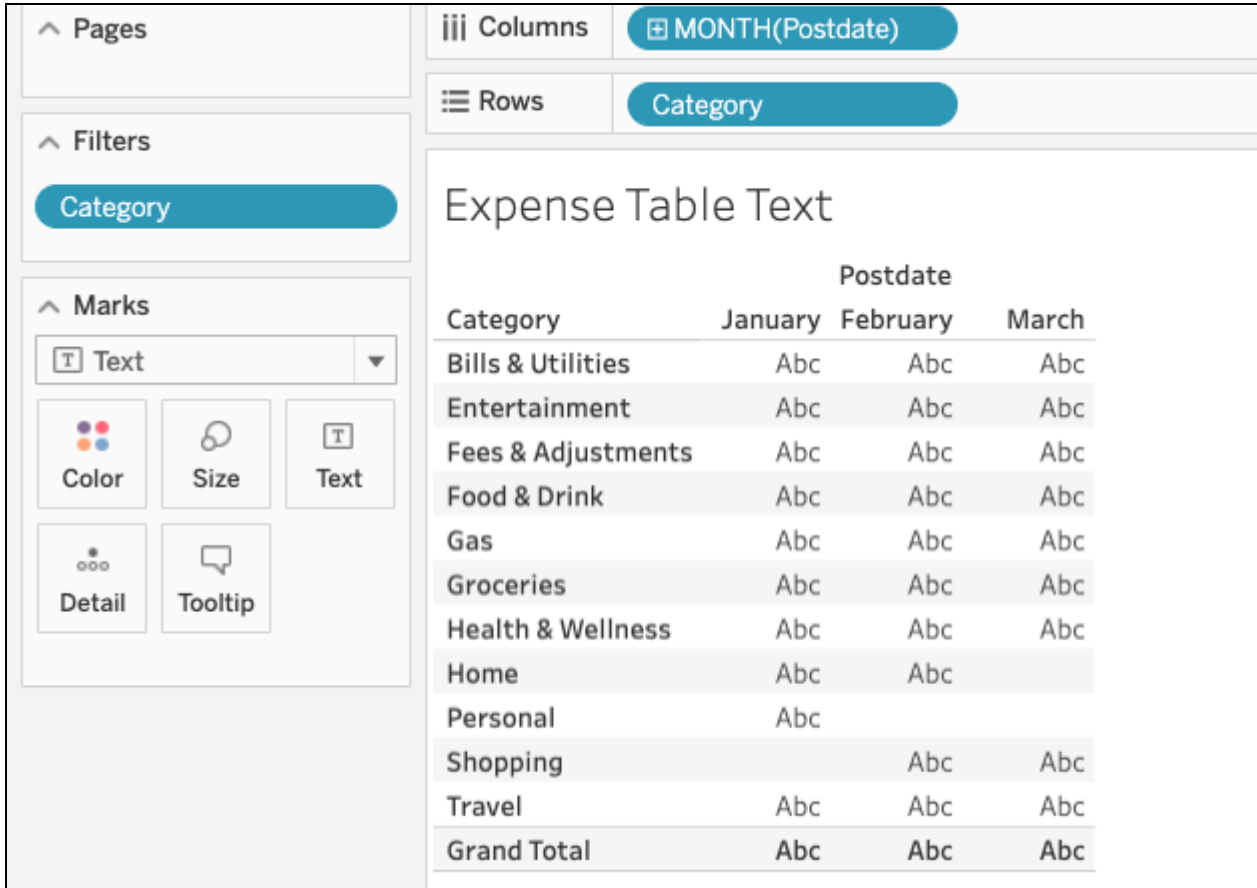 Pages
Columns MONTH(Postdate)
Rows Category
Filters
Category
Marks
T Text
Color Size T Text
Detail Tooltip
Expense Table Text
Postdate
Category January February March
Bills & Utilities Abc Abc Abc
Entertainment Abc Abc Abc
Fees & Adjustments Abc Abc Abc
Food & Drink Abc Abc Abc
Gas Abc Abc Abc
Groceries Abc Abc Abc
Health & Wellness Abc Abc Abc
Home Abc Abc
Personal Abc
Shopping Abc Abc
Travel Abc Abc Abc
Grand Total Abc Abc Abc